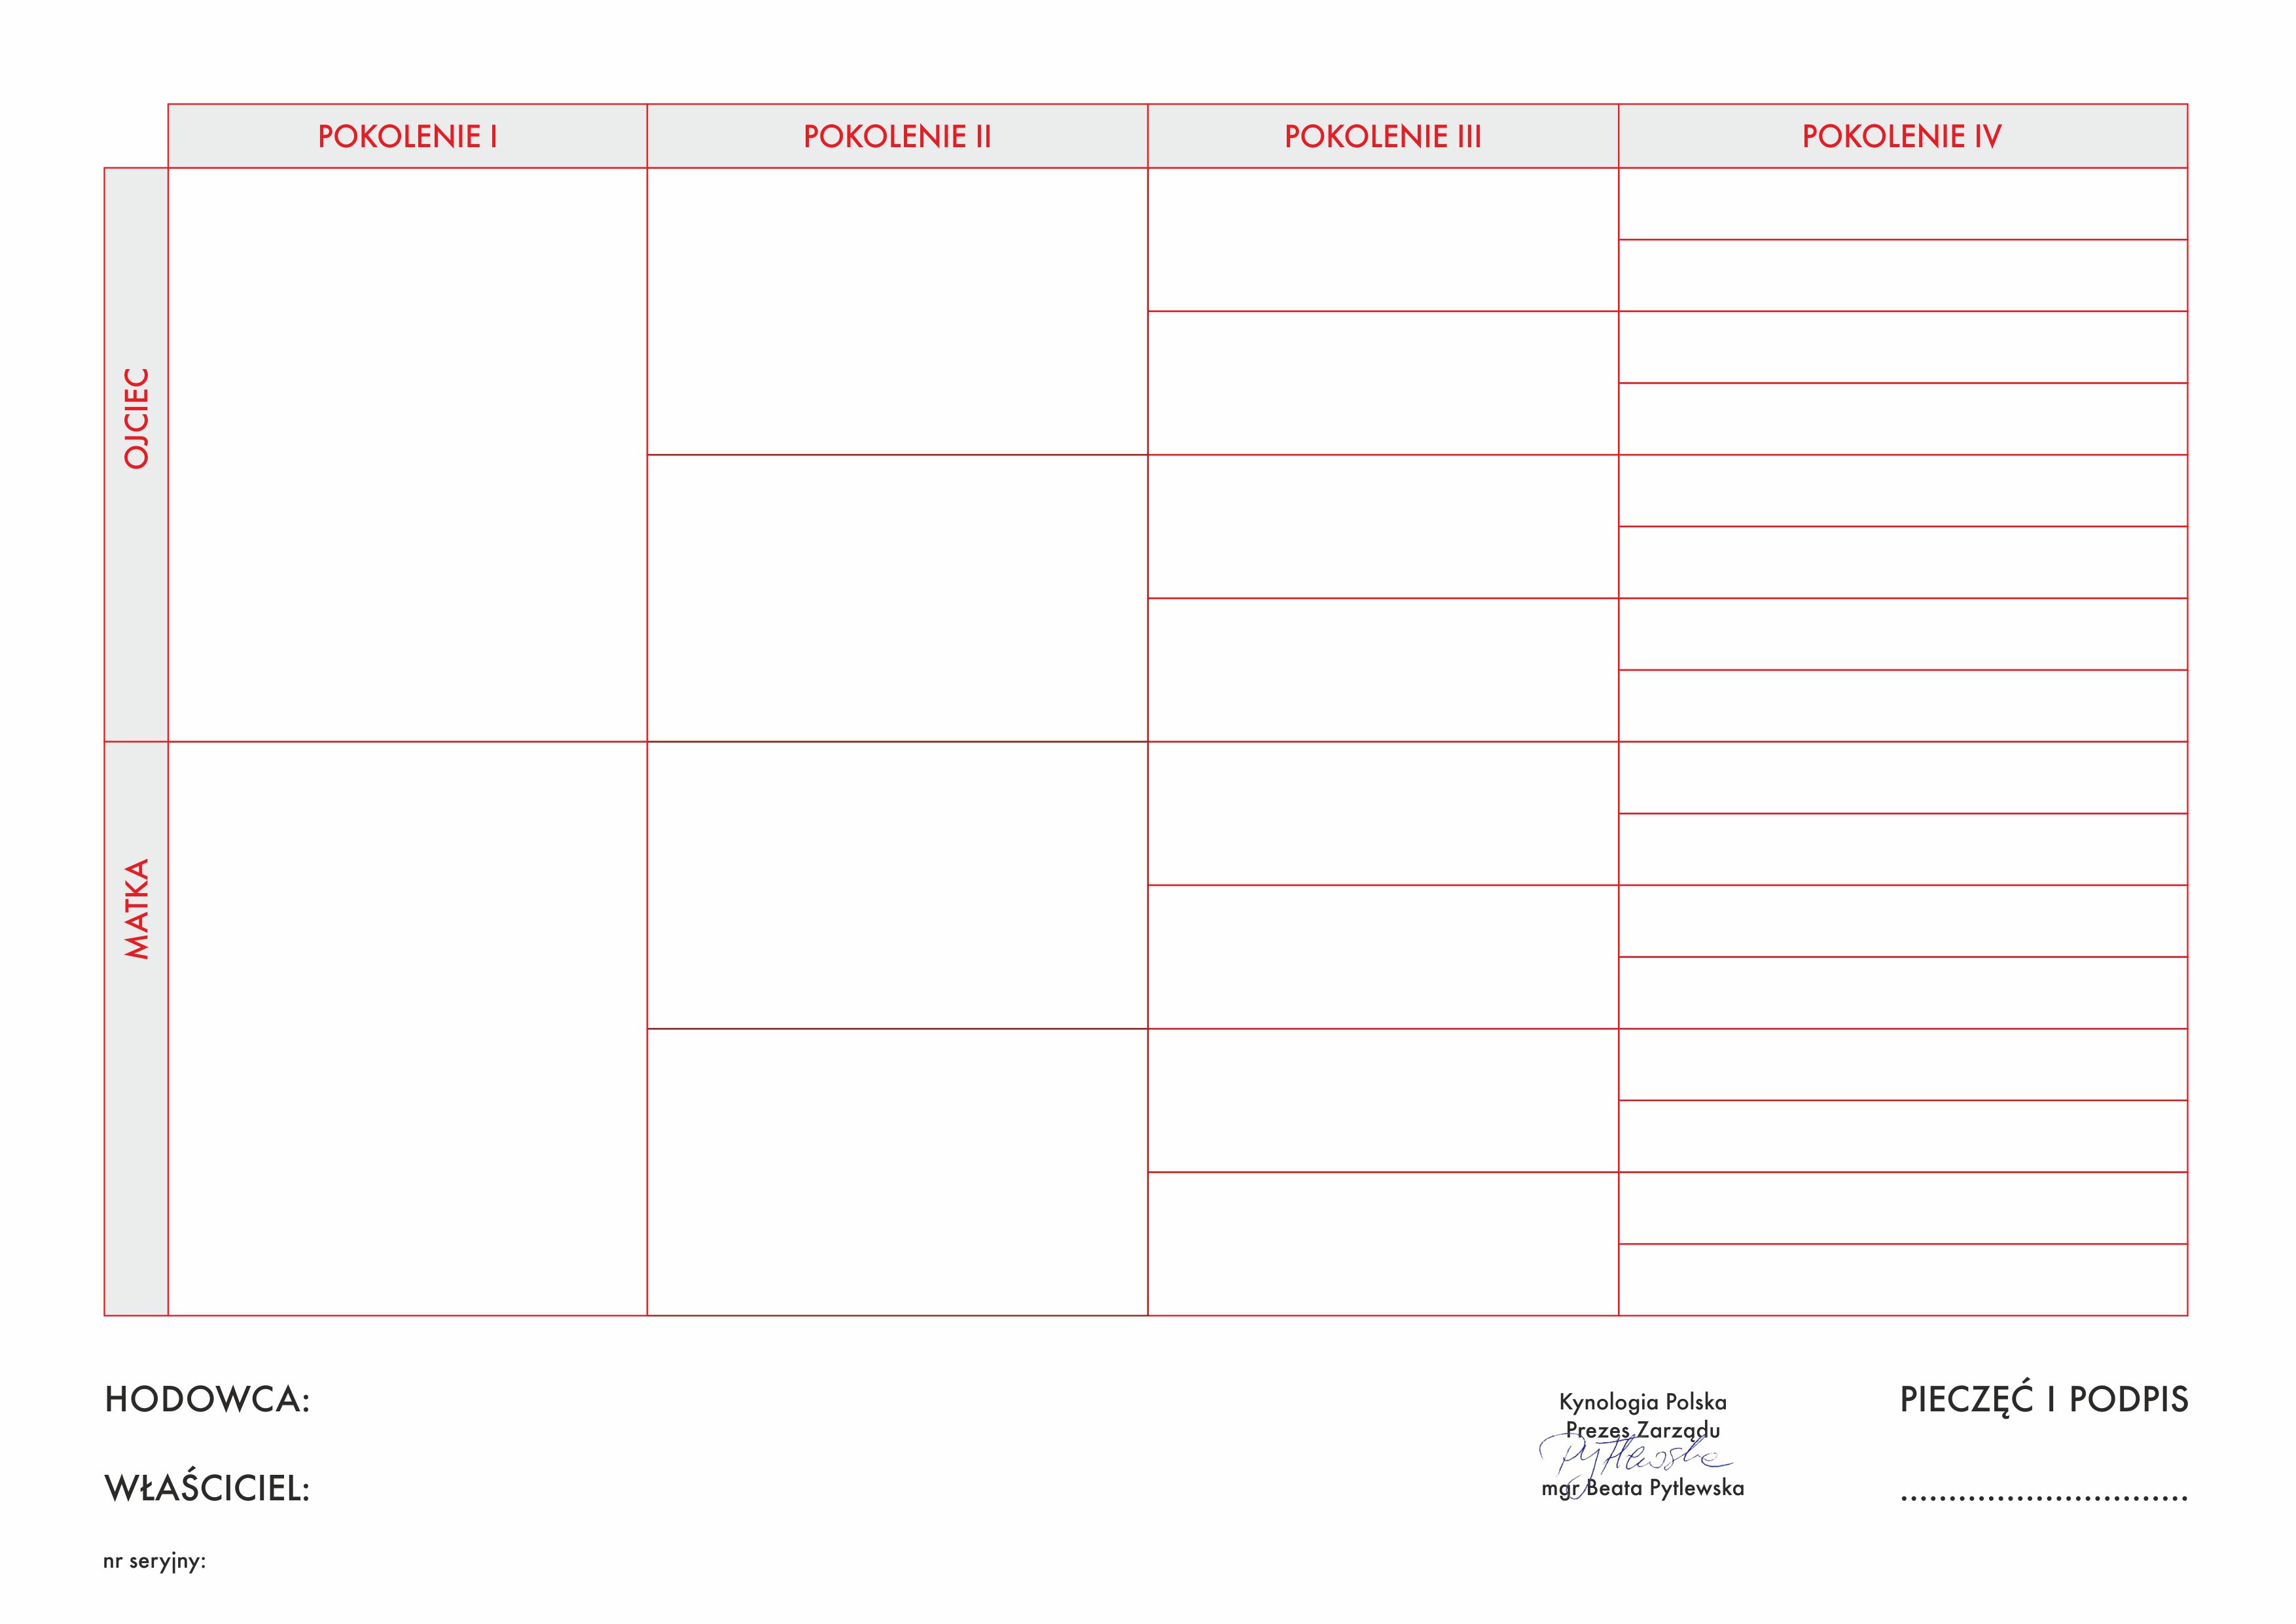 POKOLENIE I POKOLENIE II POKOLENIE III POKOLENIE IV
OJCIEC
MATKA
HODOWCA:
WŁAŚCICIEL:
nr seryjny:
Kynologia Polska
Prezes Zarządu
Pytlewska
mgr Beata Pytlewska
PIECZĘĆ I PODPIS
..............................